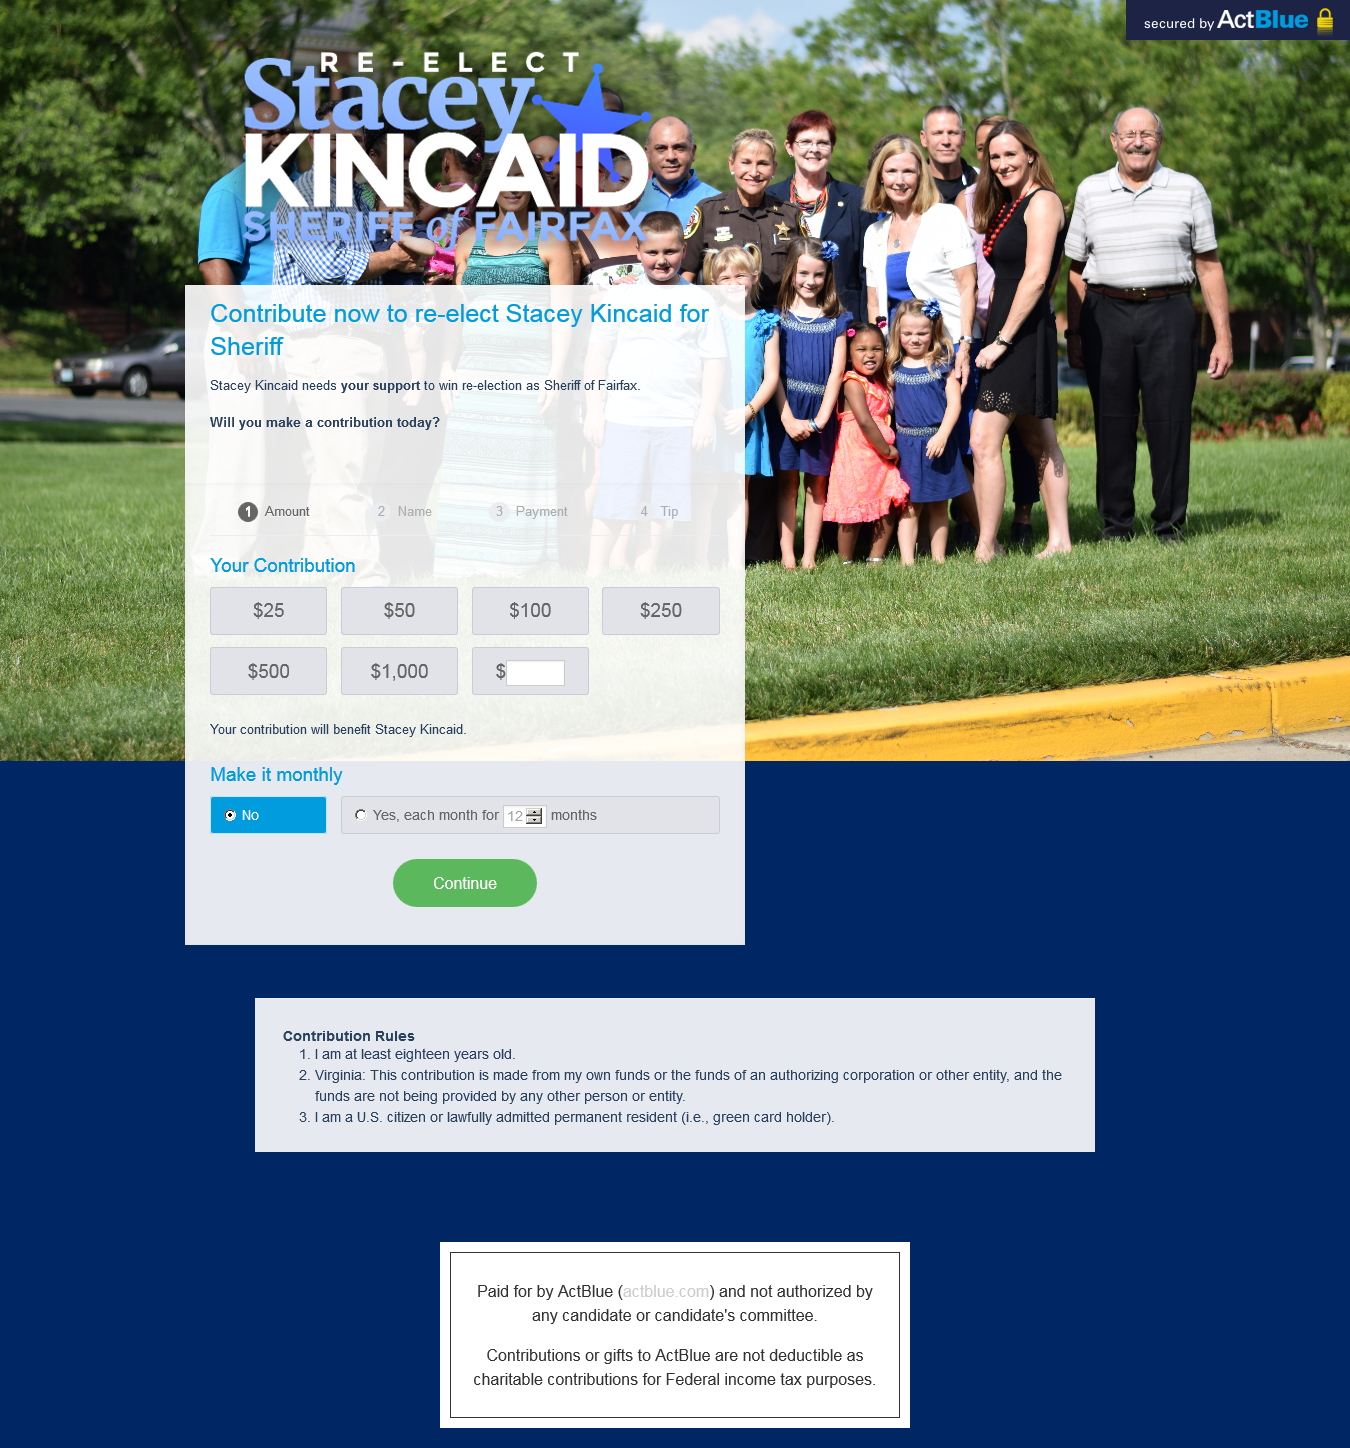 secured by ActBlue
RE-ELECT
Stacey
KINCAID
SHERIFF of FAIRFAX
Contribute now to re-elect Stacey Kincaid for
Sheriff
Stacey Kincaid needs your support to win re-election as Sheriff of Fairfax.
Will you make a contribution today?
1 Amount 2 Name 3 Payment 4 Tip
Your Contribution
$25 $50 $100 $250
$500 $1,000 $
Your contribution will benefit Stacey Kincaid.
Make it monthly
No Yes, each month for 12 months
Continue
Contribution Rules
1. I am at least eighteen years old.
2. Virginia: This contribution is made from my own funds or the funds of an authorizing corporation or other entity, and the
funds are not being provided by any other person or entity.
3. I am a U.S. citizen or lawfully admitted permanent resident (i.e., green card holder).
Paid for by ActBlue (actblue.com) and not authorized by
any candidate or candidate's committee.
Contributions or gifts to ActBlue are not deductible as
charitable contributions for Federal income tax purposes.